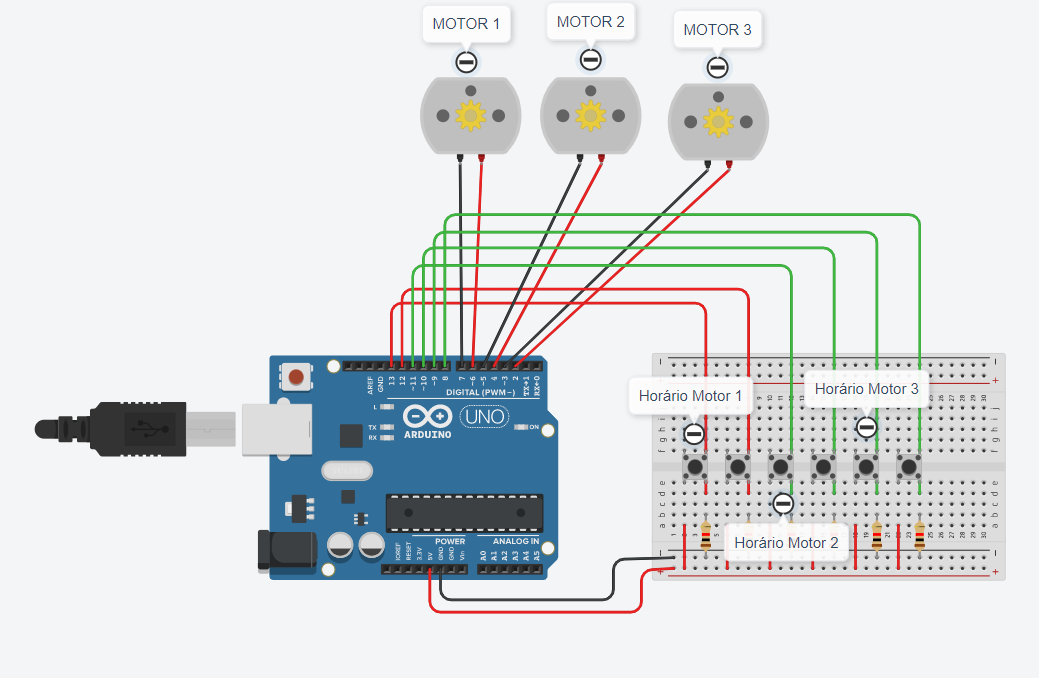 MOTOR 1
MOTOR 2
MOTOR 3
AREF
GND
13
12
~11
~10
~9
8
7
~6
~5
4
~3
2
TX→1
RX←0
DIGITAL (PWM~)
L
TX
RX
ARDUINO
UNO
ON
POWER
ANALOG IN
IOREF
RESET
3.3V
5V
GND
GND
Vin
A0
A1
A2
A3
A4
A5
Horário Motor 1
Horário Motor 3
Horário Motor 2